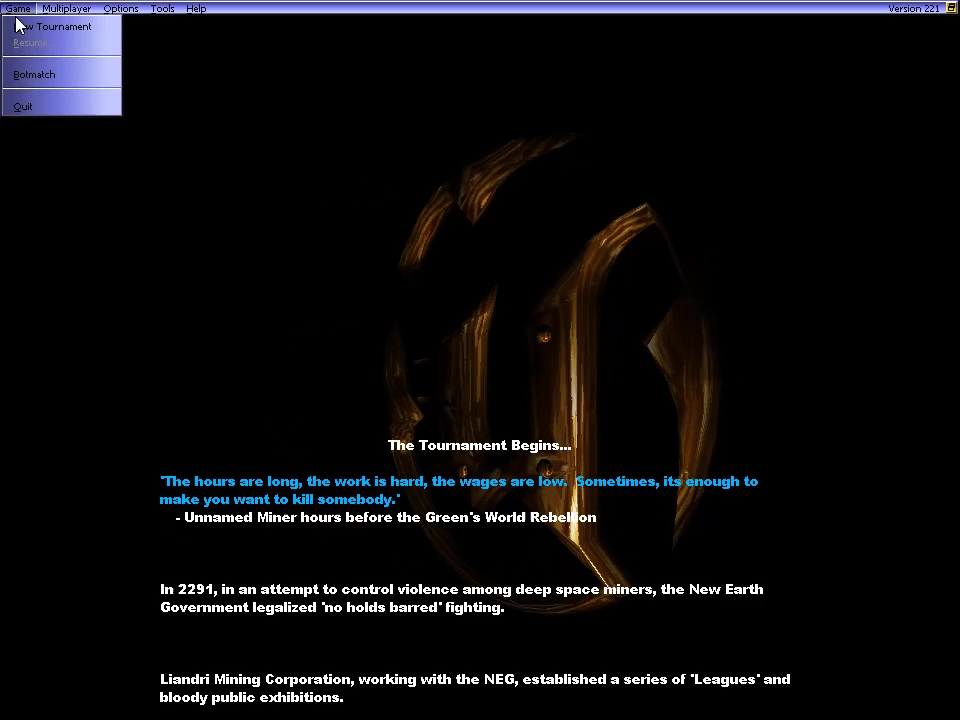 Game Multiplayer Options Tools Help Version 221
w Tournament
Resume
Botmatch
Quit
The Tournament Begins...
"The hours are long, the work is hard, the wages are low. Sometimes, its enough to
make you want to kill somebody."
- Unnamed Miner hours before the Green's World Rebellion
In 2291, in an attempt to control violence among deep space miners, the New Earth
Government legalized 'no holds barred' fighting.
Liandri Mining Corporation, working with the NEG, established a series of 'Leagues' and
bloody public exhibitions.